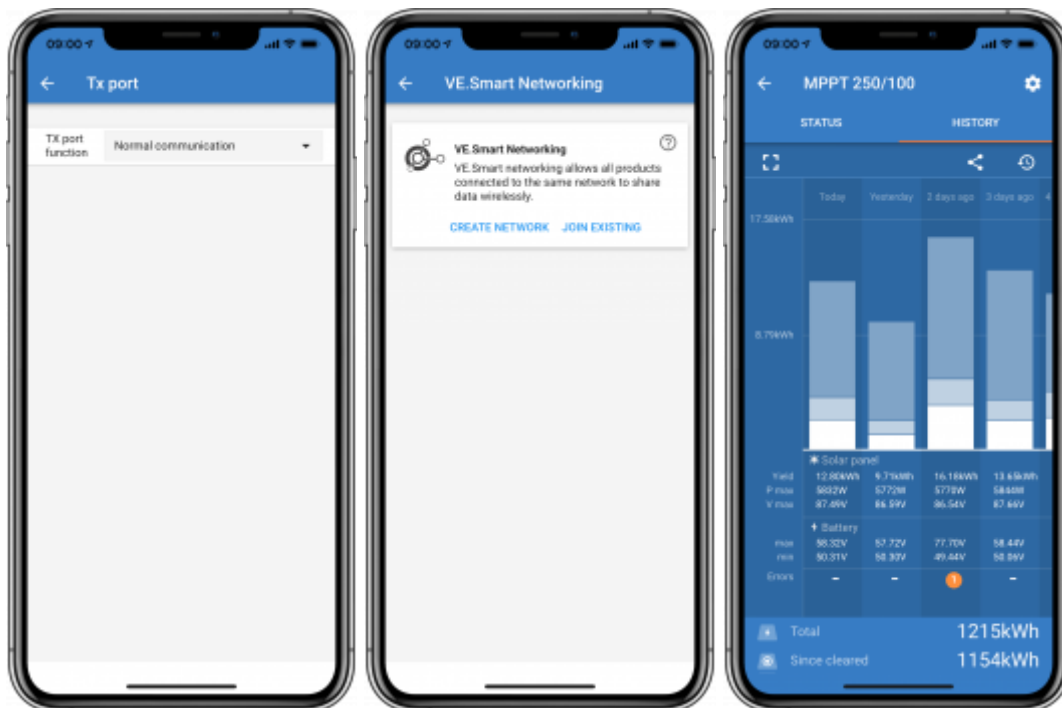 09:00
Tx port
TX port
function
Normal communication
09:00
VE.Smart Networking
VE.Smart Networking
VE.Smart networking allows all products
connected to the same network to share
data wirelessly.
CREATE NETWORK JOIN EXISTING
09:00
MPPT 250/100
STATUS HISTORY
Today Yesterday 2 days ago 3 days ago 4
17.58kWh
8.79kWh
Solar panel
Yield 12.80kWh 9.71kWh 16.18kWh 13.65kWh
P max 5832W 5772W 5770W 5844W
V max 87.49V 86.59V 86.54V 87.66V
Battery
max 58.32V 57.72V 77.70V 58.44V
min 50.31V 50.30V 49.44V 50.06V
Errors - - 1 -
Total 1215kWh
Since cleared 1154kWh